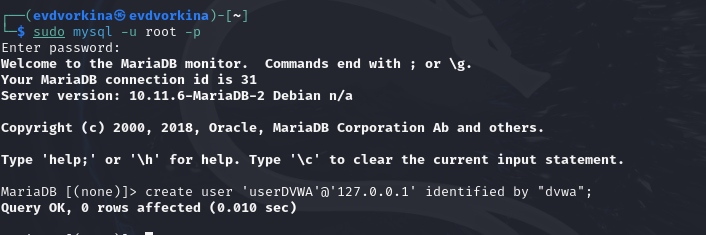 ┌──(evdvorkina㉿evdvorkina)-[~]
└─$ sudo mysql -u root -p
Enter password:
Welcome to the MariaDB monitor.  Commands end with ; or \g.
Your MariaDB connection id is 31
Server version: 10.11.6-MariaDB-2 Debian n/a

Copyright (c) 2000, 2018, Oracle, MariaDB Corporation Ab and others.

Type 'help;' or '\h' for help. Type '\c' to clear the current input statement.

MariaDB [(none)]> create user 'userDVWA'@'127.0.0.1' identified by "dvwa";
Query OK, 0 rows affected (0.010 sec)